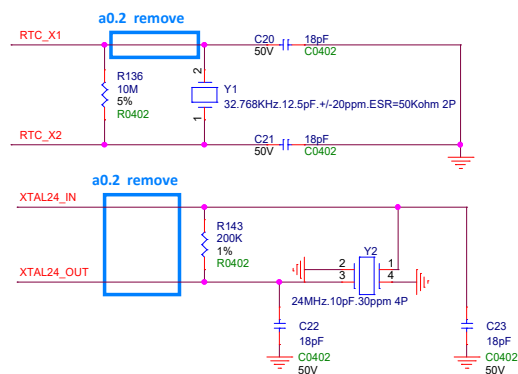 a0.2 remove
RTC_X1
C20
18pF
50V
C0402
R136
10M
5%
R0402
2
Y1
32.768KHz.12.5pF.+/-20ppm.ESR=50Kohm 2P
1
RTC_X2
C21
18pF
50V
C0402
a0.2 remove
XTAL24_IN
R143
200K
1%
R0402
Y2
2
1
3
4
XTAL24_OUT
24MHz.10pF.30ppm 4P
C22
18pF
C0402
50V
C23
18pF
C0402
50V